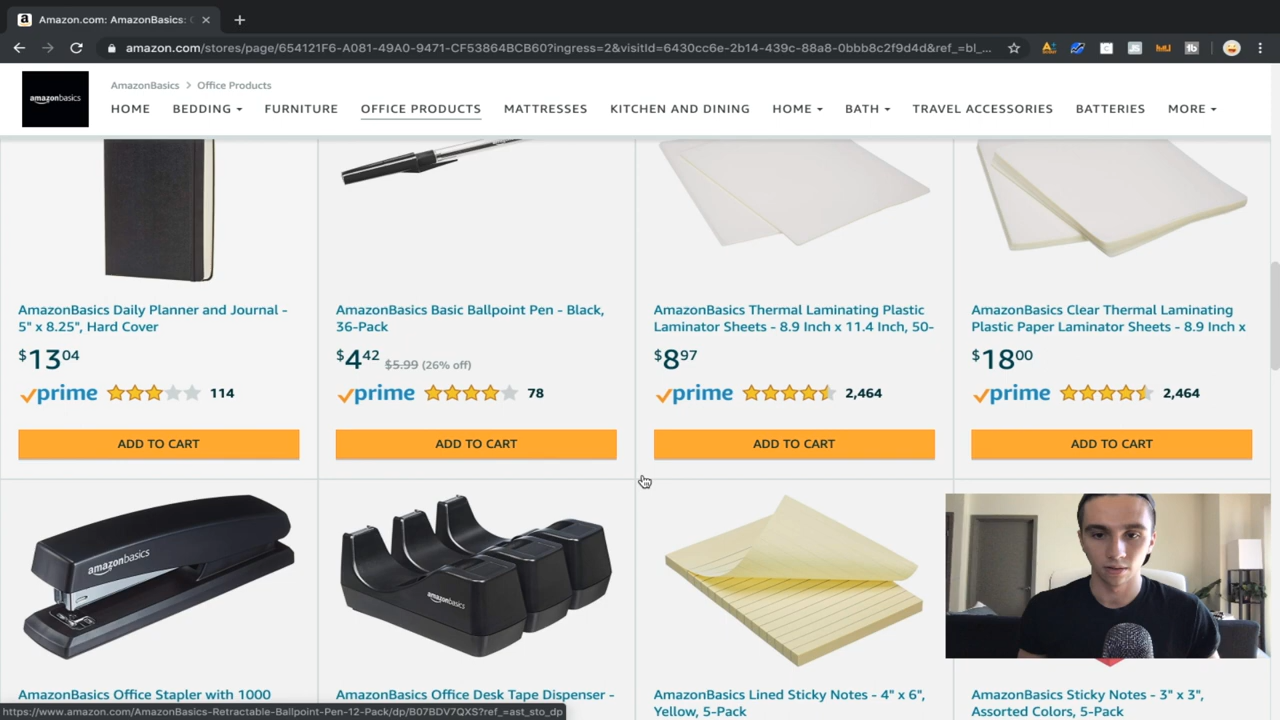 Amazon.com: AmazonBasics:
amazon.com/stores/page/654121F6-A081-49A0-9471-CF53864BCB60?ingress=2&visitId=6430cc6e-2b14-439c-88a8-0bbb8c2f9d4d&ref_=bl_...
amazonbasics
AmazonBasics > Office Products
HOME BEDDING FURNITURE OFFICE PRODUCTS MATTRESSES KITCHEN AND DINING HOME BATH TRAVEL ACCESSORIES BATTERIES MORE
AmazonBasics Daily Planner and Journal -
5" x 8.25", Hard Cover
$13 04
prime 114
ADD TO CART
AmazonBasics Basic Ballpoint Pen - Black,
36-Pack
$4 42 $5.99 (26% off)
prime 78
ADD TO CART
AmazonBasics Thermal Laminating Plastic
Laminator Sheets - 8.9 Inch x 11.4 Inch, 50-
$8 97
prime 2,464
ADD TO CART
AmazonBasics Clear Thermal Laminating
Plastic Paper Laminator Sheets - 8.9 Inch x
$18 00
prime 2,464
ADD TO CART
amazonbasics
AmazonBasics Office Stapler with 1000
amazonbasics
AmazonBasics Office Desk Tape Dispenser -
AmazonBasics Lined Sticky Notes - 4" x 6",
Yellow, 5-Pack
AmazonBasics Sticky Notes - 3" x 3",
Assorted Colors, 5-Pack
https://www.amazon.com/AmazonBasics-Retractable-Ballpoint-Pen-12-Pack/dp/B07BDV7QXS?ref_=ast_sto_dp